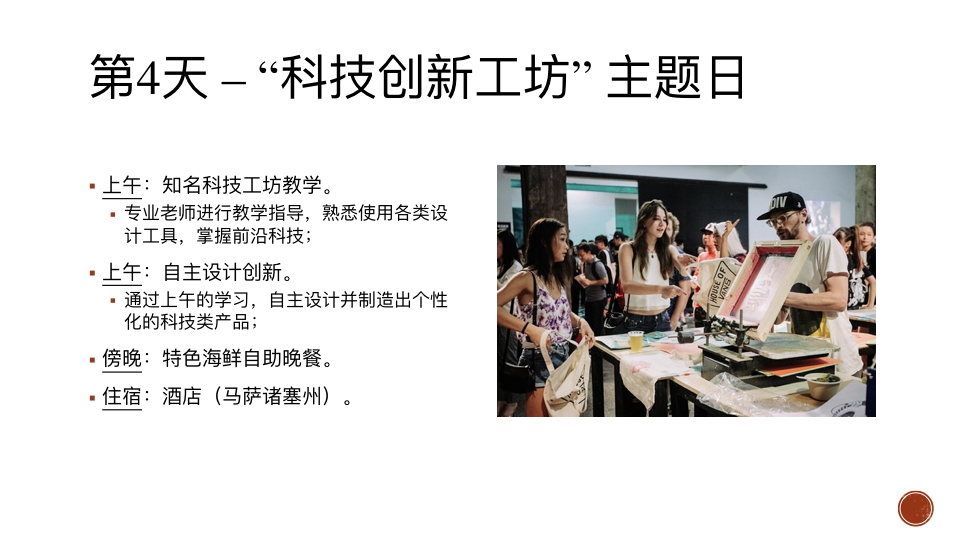 第4天 – “科技创新工坊” 主题日
上午：知名科技工坊教学。
专业老师进行教学指导，熟悉使用各类设
计工具，掌握前沿科技；
上午：自主设计创新。
通过上午的学习，自主设计并制造出个性
化的科技类产品；
傍晚：特色海鲜自助晚餐。
住宿：酒店（马萨诸塞州）。
DIV
HOUSE OF
VANS